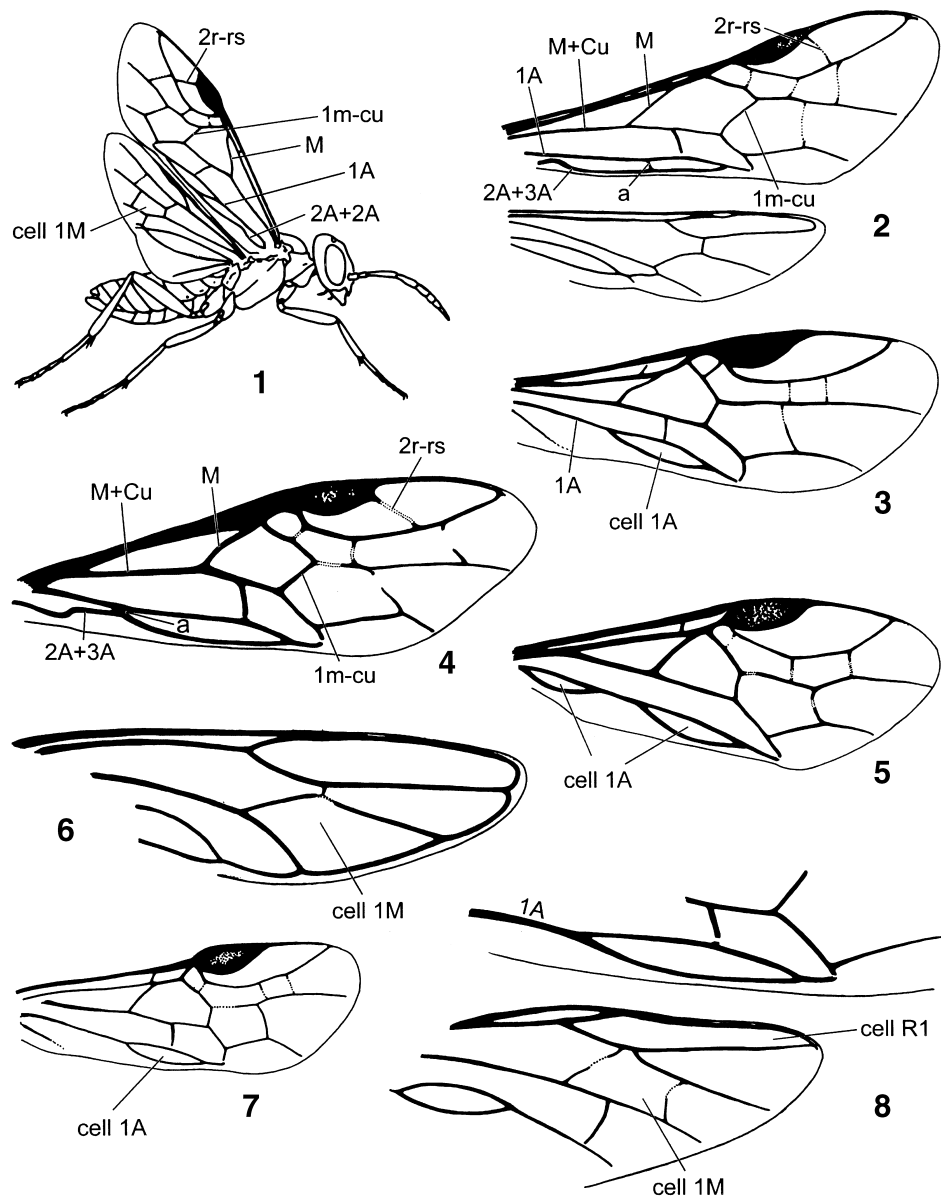 2r-rs
1m-cu
M
1A
2A+2A
cell 1M
1
2r-rs
M+Cu
M
1A
2A+3A
a
1m-cu
2
1A
cell 1A
3
2r-rs
M
M+Cu
a
2A+3A
1m-cu
4
cell 1A
5
6
cell 1M
cell 1A
7
1A
cell R1
8
cell 1M